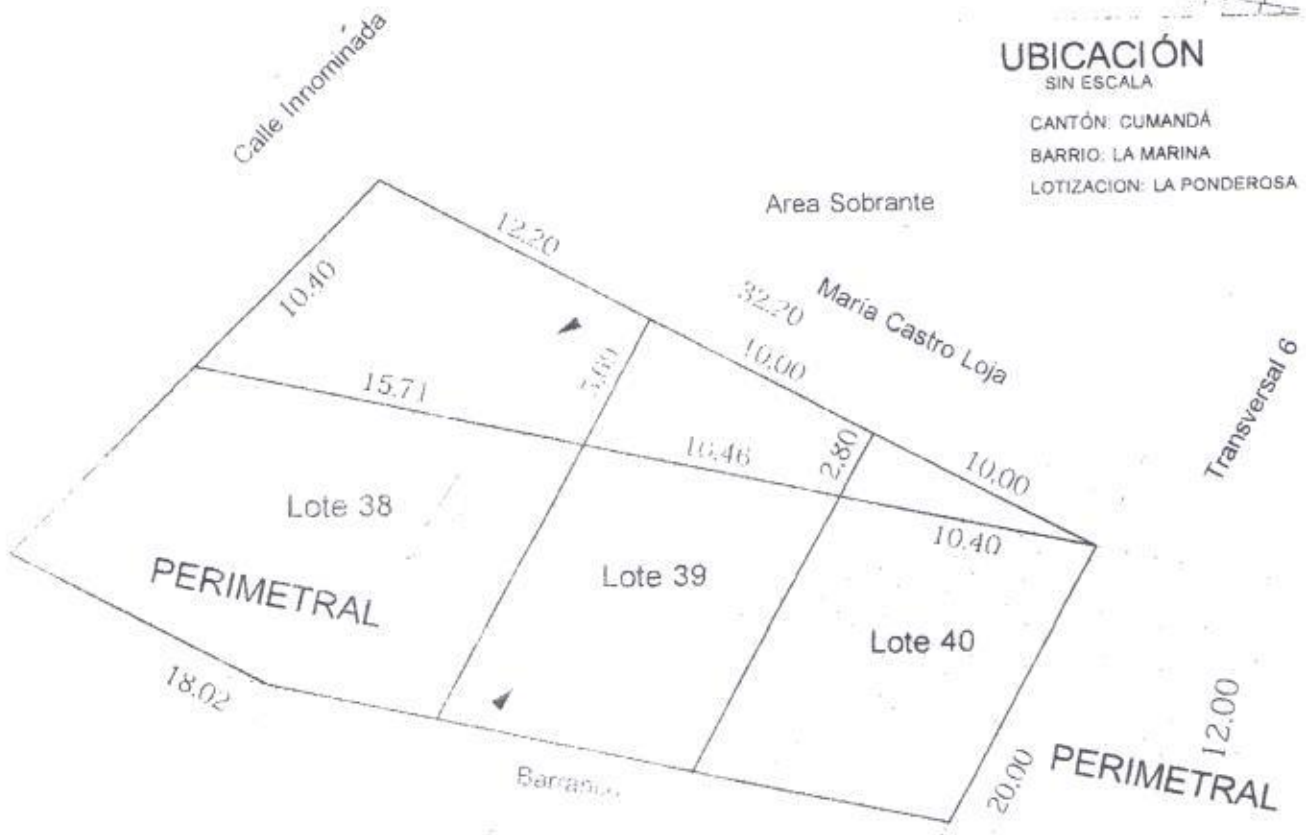 Calle Innominada
UBICACIÓN
SIN ESCALA
CANTÓN: CUMANDÁ
BARRIO: LA MARINA
LOTIZACION: LA PONDEROSA
Area Sobrante
12.20
32.20
María Castro Loja
10.40
10.00
Transversal 6
15.71
10.46
2,80
10.00
10.40
Lote 38
Lote 39
Lote 40
PERIMETRAL
18.02
20.00
12.00
PERIMETRAL